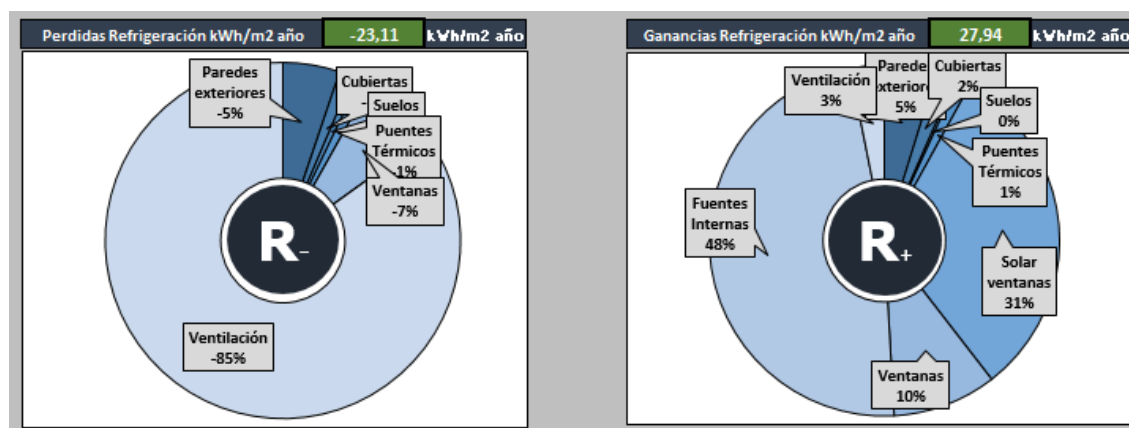 Perdidas Refrigeración kWh/m2 año -23,11 kWh/m2 año
Paredes
exteriores
-5%
Cubiertas
-
Suelos
Puentes
Térmicos
-1%
Ventanas
-7%
R-
Ventilación
-85%
Ganancias Refrigeración kWh/m2 año 27,94 kWh/m2 año
Ventilación
3%
Paredes
exteriores
5%
Cubiertas
2%
Suelos
0%
Puentes
Térmicos
1%
Fuentes
Internas
48%
R+
Solar
ventanas
31%
Ventanas
10%